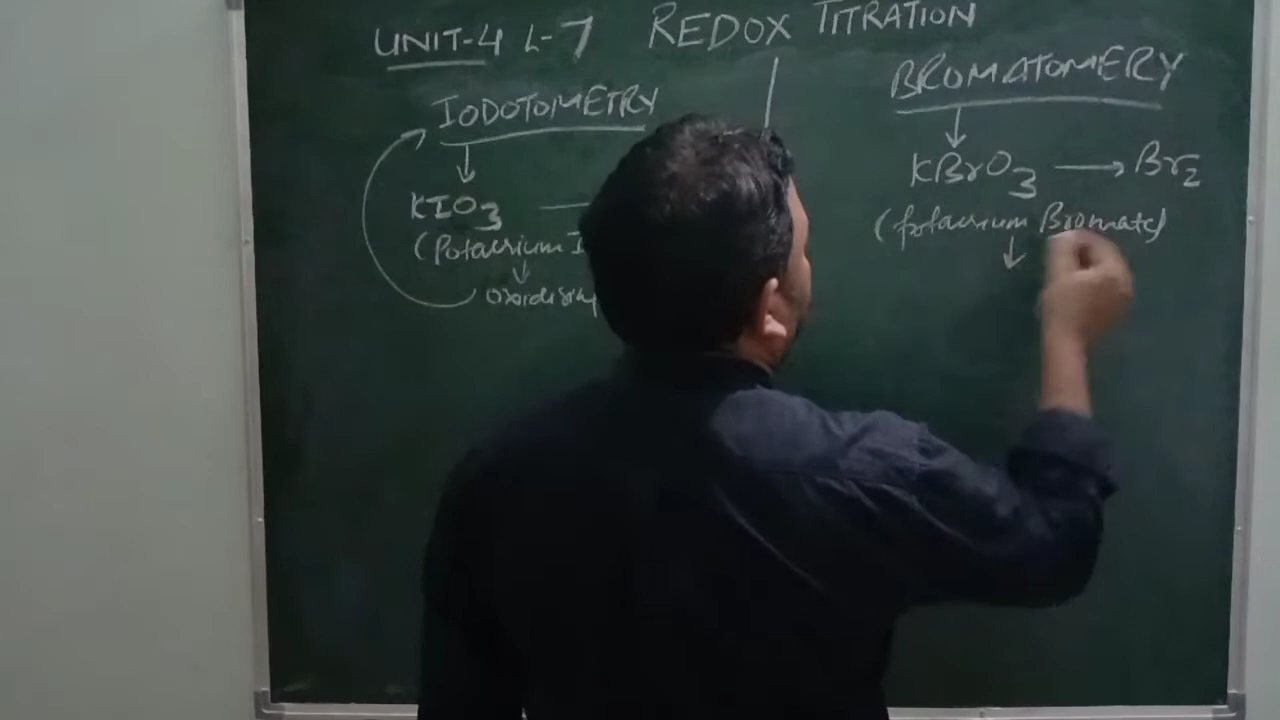 UNIT-4 L-7 REDOX TITRATION
IODOTOMETRY
KIO3 —
(Potassium I
↓
oxidising
BROMATOMERY
↓
KBrO3 → Br2
(potassium Bromate)
↓